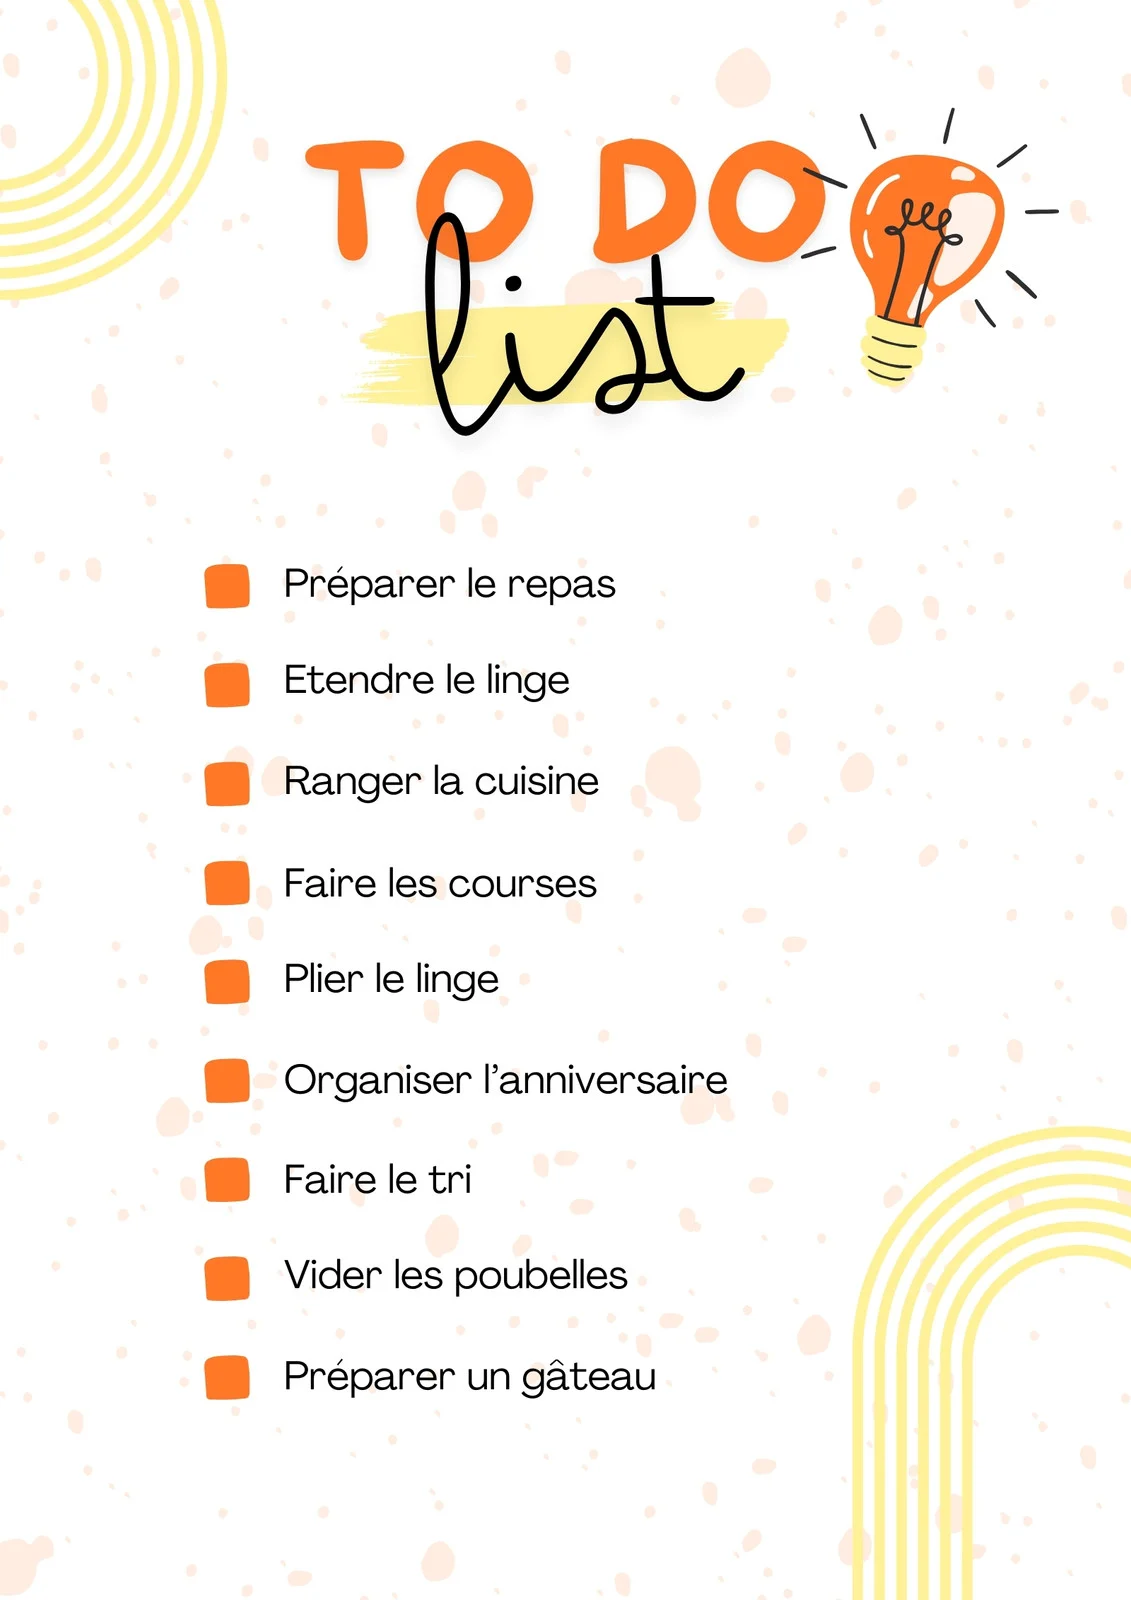 TO DO
list
Préparer le repas
Etendre le linge
Ranger la cuisine
Faire les courses
Plier le linge
Organiser l’anniversaire
Faire le tri
Vider les poubelles
Préparer un gâteau